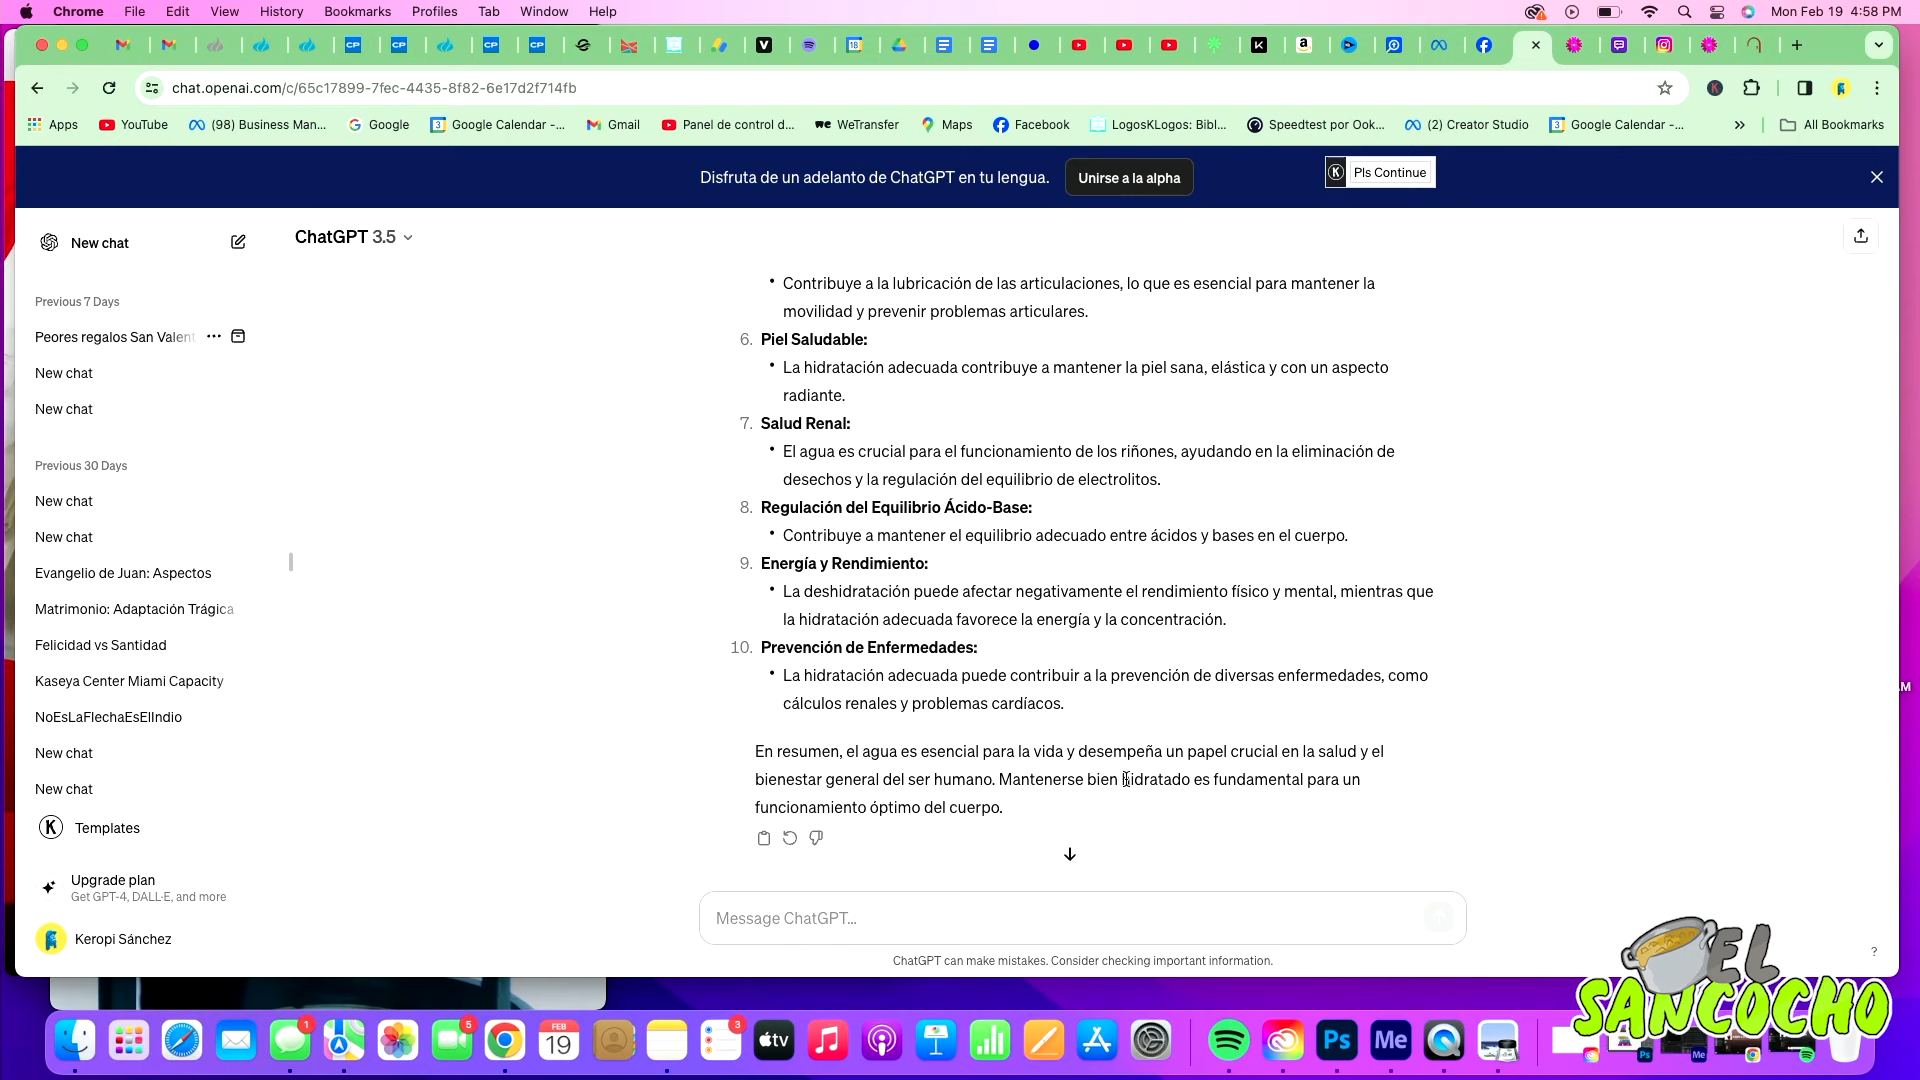 Chrome File Edit View History Bookmarks Profiles Tab Window Help Mon Feb 19 4:58 PM
chat.openai.com/c/65c17899-7fec-4435-8f82-6e17d2f714fb
Apps YouTube (98) Business Man... Google Google Calendar -... Gmail Panel de control d... WeTransfer Maps Facebook LogosKLogos: Bibl... Speedtest por Ook... (2) Creator Studio Google Calendar -... » All Bookmarks
Disfruta de un adelanto de ChatGPT en tu lengua. Unirse a la alpha
K Pls Continue
New chat
ChatGPT 3.5
Previous 7 Days
Peores regalos San Valent
New chat
New chat
Previous 30 Days
New chat
New chat
Evangelio de Juan: Aspectos
Matrimonio: Adaptación Trágica
Felicidad vs Santidad
Kaseya Center Miami Capacity
NoEsLaFlechaEsElIndio
New chat
New chat
K Templates
Upgrade plan
Get GPT-4, DALL·E, and more
Keropi Sánchez
• Contribuye a la lubricación de las articulaciones, lo que es esencial para mantener la
movilidad y prevenir problemas articulares.
6. Piel Saludable:
• La hidratación adecuada contribuye a mantener la piel sana, elástica y con un aspecto
radiante.
7. Salud Renal:
• El agua es crucial para el funcionamiento de los riñones, ayudando en la eliminación de
desechos y la regulación del equilibrio de electrolitos.
8. Regulación del Equilibrio Ácido-Base:
• Contribuye a mantener el equilibrio adecuado entre ácidos y bases en el cuerpo.
9. Energía y Rendimiento:
• La deshidratación puede afectar negativamente el rendimiento físico y mental, mientras que
la hidratación adecuada favorece la energía y la concentración.
10. Prevención de Enfermedades:
• La hidratación adecuada puede contribuir a la prevención de diversas enfermedades, como
cálculos renales y problemas cardíacos.
En resumen, el agua es esencial para la vida y desempeña un papel crucial en la salud y el
bienestar general del ser humano. Mantenerse bien hidratado es fundamental para un
funcionamiento óptimo del cuerpo.
Message ChatGPT...
ChatGPT can make mistakes. Consider checking important information.
?
EL
SANCOCHO
1
5
FEB
19
3
tv
Ps
Me